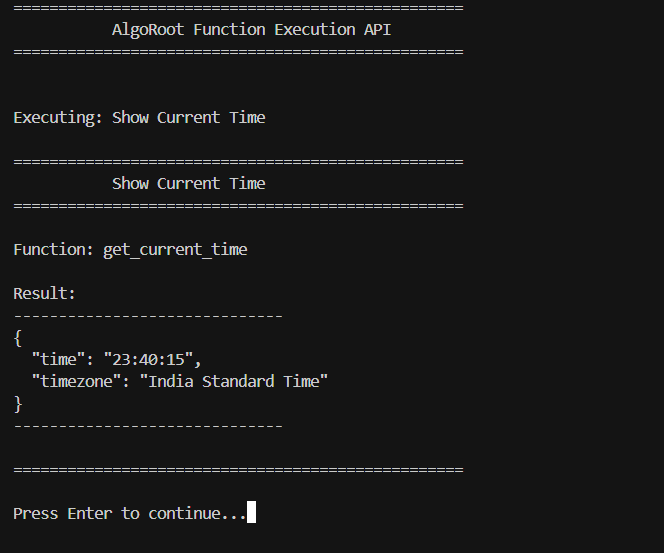 ==================================================
           AlgoRoot Function Execution API
==================================================
Executing: Show Current Time
==================================================
           Show Current Time
==================================================
Function: get_current_time
Result:
------------------------------
{
  "time": "23:40:15",
  "timezone": "India Standard Time"
}
------------------------------
==================================================
Press Enter to continue...